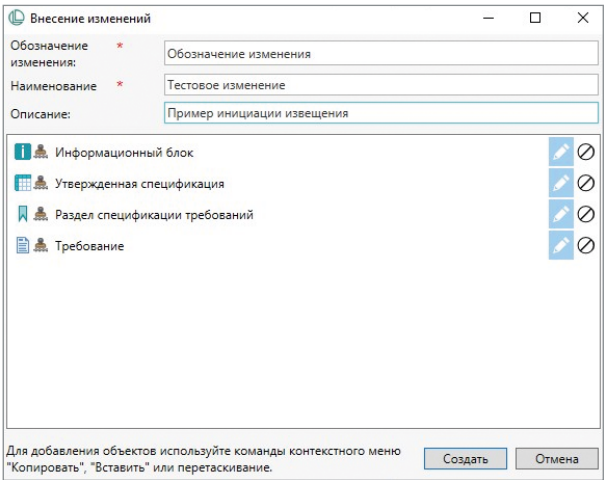 Внесение изменений
Обозначение * Обозначение изменения
изменения:
Наименование * Тестовое изменение
Описание: Пример инициации извещения
Информационный блок
Утвержденная спецификация
Раздел спецификации требований
Требование
Для добавления объектов используйте команды контекстного меню
"Копировать", "Вставить" или перетаскивание.
Создать Отмена